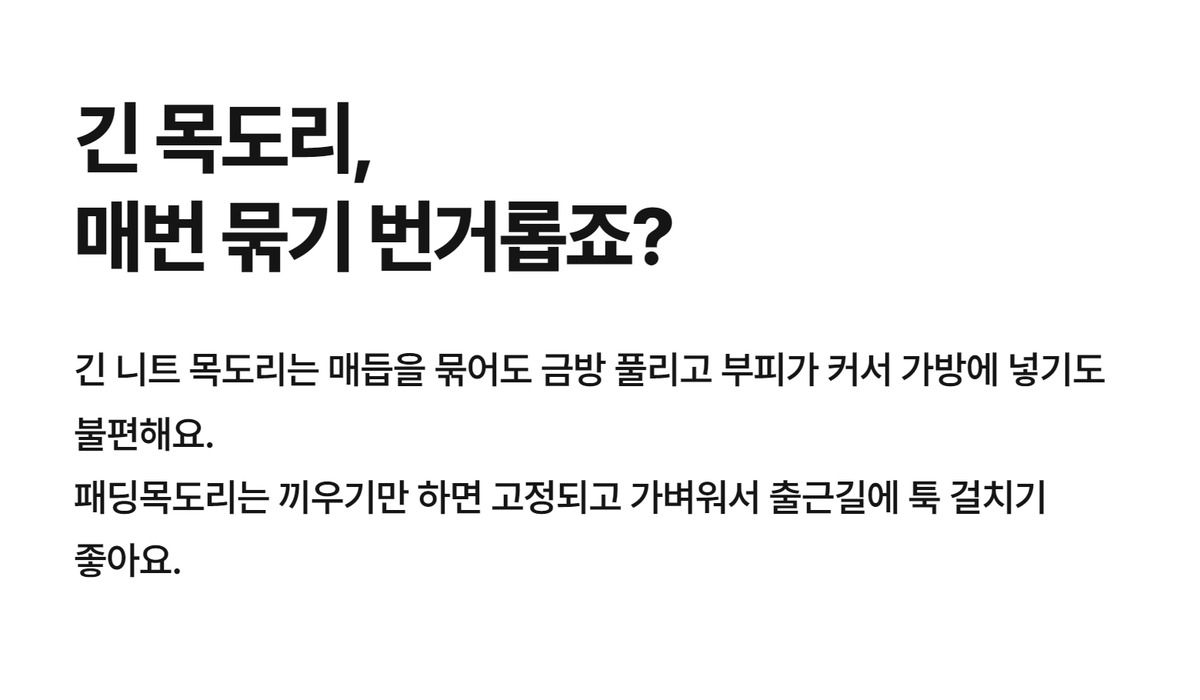 긴 목도리,
매번 묶기 번거롭죠?
긴 니트 목도리는 매듭을 묶어도 금방 풀리고 부피가 커서 가방에 넣기도
불편해요.
패딩목도리는 끼우기만 하면 고정되고 가벼워서 출근길에 툭 걸치기
좋아요.